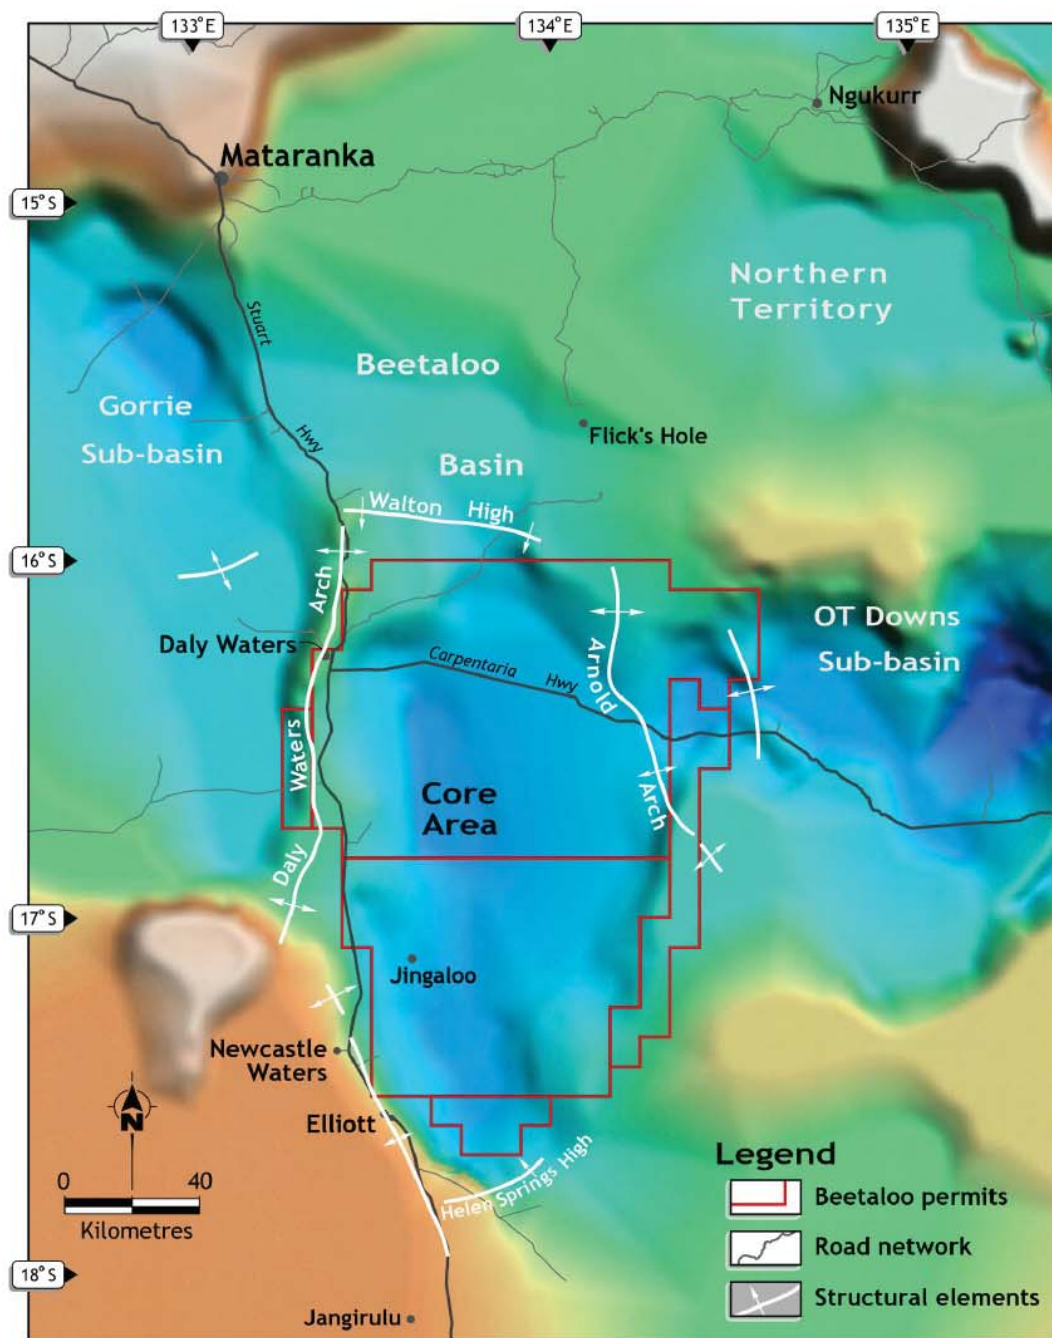 133°E
134°E
135°E
Ngukurr
Mataranka
15°S
Northern
Territory
Stuart
Beetaloo
Gorrie
Sub-basin
Hwy
Flick's Hole
Basin
Walton High
16°S
Arch
OT Downs
Sub-basin
Daly Waters
Carpentaria
Hwy
Arnold
Waters
Core
Area
Arch
Daly
17°S
Jingaloo
Newcastle
Waters
Elliott
N
Helen Springs High
0 40
Kilometres
Legend
Beetaloo permits
Road network
Structural elements
18°S
Jangirulu